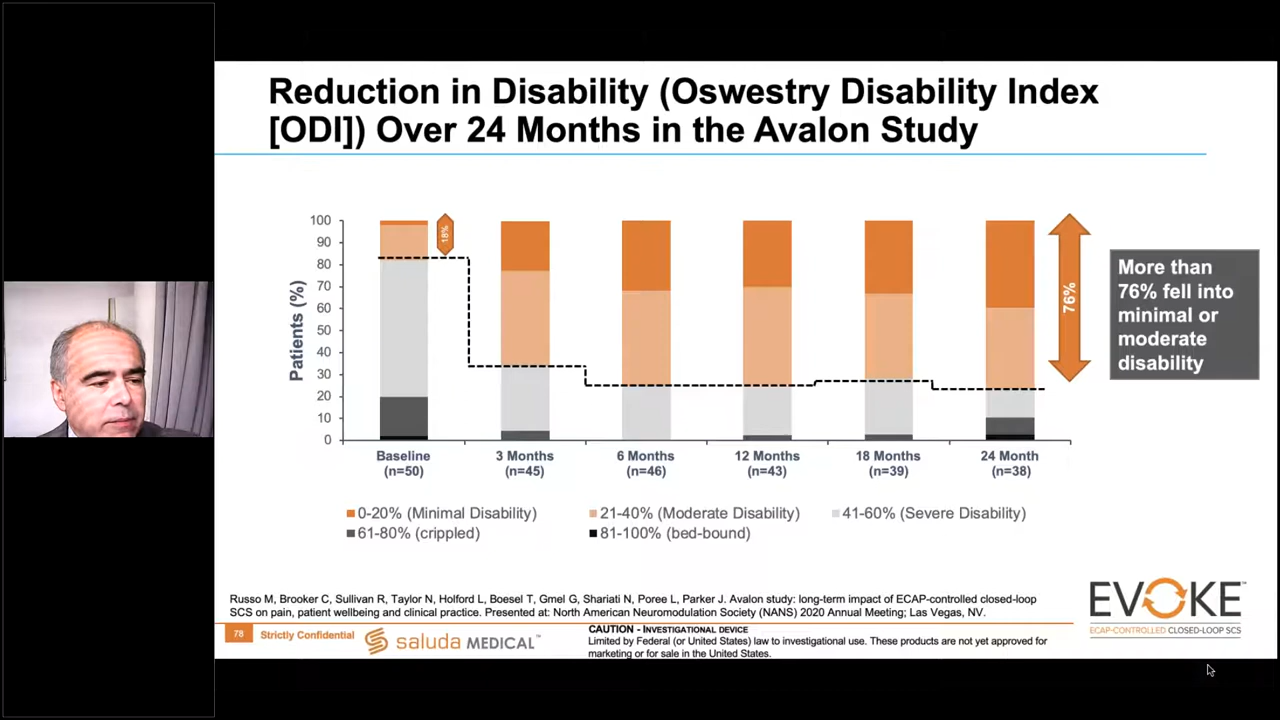 Reduction in Disability (Oswestry Disability Index
[ODI]) Over 24 Months in the Avalon Study
100
90
80
70
60
50
40
30
20
10
0
Patients (%)
18%
76%
More than
76% fell into
minimal or
moderate
disability
Baseline
(n=50)
3 Months
(n=45)
6 Months
(n=46)
12 Months
(n=43)
18 Months
(n=39)
24 Month
(n=38)
0-20% (Minimal Disability)
21-40% (Moderate Disability)
41-60% (Severe Disability)
61-80% (crippled)
81-100% (bed-bound)
Russo M, Brooker C, Sullivan R, Taylor N, Holford L, Boesel T, Gmel G, Shariati N, Poree L, Parker J. Avalon study: long-term impact of ECAP-controlled closed-loop
SCS on pain, patient wellbeing and clinical practice. Presented at: North American Neuromodulation Society (NANS) 2020 Annual Meeting; Las Vegas, NV.
EVOKE™
ECAP-CONTROLLED CLOSED-LOOP SCS
78
Strictly Confidential
saluda MEDICAL™
CAUTION - INVESTIGATIONAL DEVICE
Limited by Federal (or United States) law to investigational use. These products are not yet approved for
marketing or for sale in the United States.